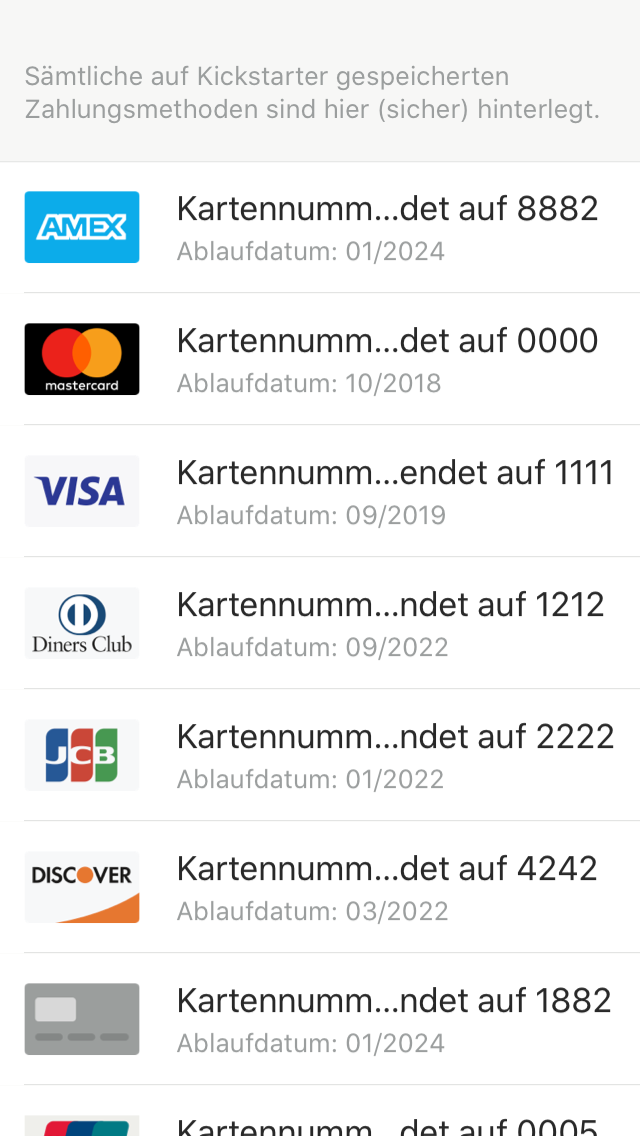 Sämtliche auf Kickstarter gespeicherten
Zahlungsmethoden sind hier (sicher) hinterlegt.
AMEX
Kartennumm...det auf 8882
Ablaufdatum: 01/2024
mastercard
Kartennumm...det auf 0000
Ablaufdatum: 10/2018
VISA
Kartennumm...endet auf 1111
Ablaufdatum: 09/2019
Diners Club
Kartennumm...ndet auf 1212
Ablaufdatum: 09/2022
JCB
Kartennumm...ndet auf 2222
Ablaufdatum: 01/2022
DISCOVER
Kartennumm...det auf 4242
Ablaufdatum: 03/2022
Kartennumm...ndet auf 1882
Ablaufdatum: 01/2024
Kartennumm...det auf 0005